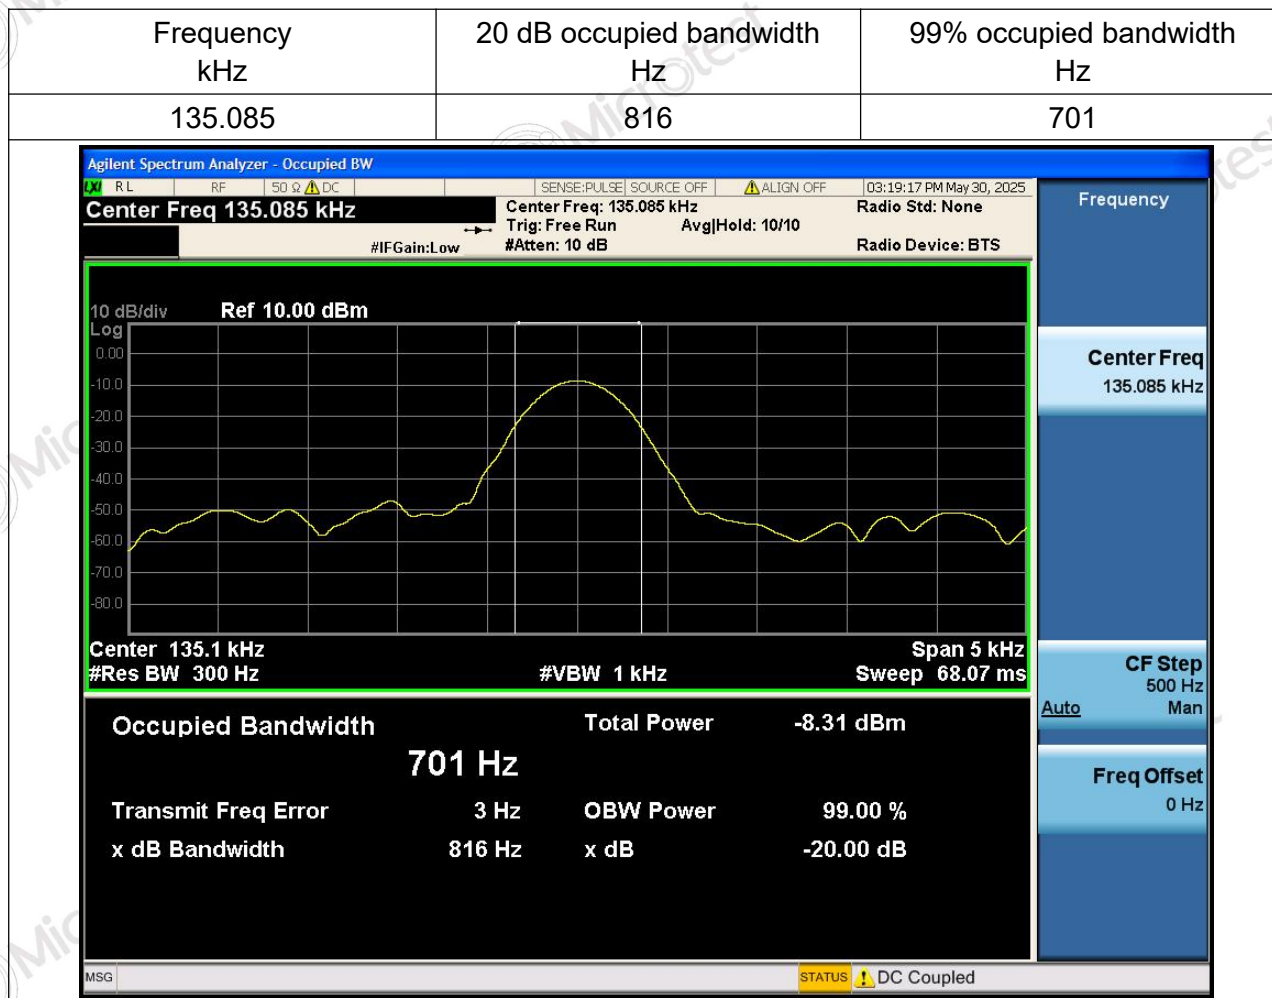 Frequency kHz
20 dB occupied bandwidth Hz
99% occupied bandwidth Hz
135.085
816
701
Microtest
Agilent Spectrum Analyzer - Occupied BW
LXI RL RF 50 Ω DC SENSE:PULSE SOURCE OFF ALIGN OFF 03:19:17 PM May 30, 2025
Center Freq 135.085 kHz
Center Freq: 135.085 kHz
Radio Std: None
Trig: Free Run Avg|Hold: 10/10
#IFGain:Low
#Atten: 10 dB
Radio Device: BTS
10 dB/div Ref 10.00 dBm
Log
0.00
-10.0
-20.0
-30.0
-40.0
-50.0
-60.0
-70.0
-80.0
Center 135.1 kHz Span 5 kHz
#Res BW 300 Hz #VBW 1 kHz Sweep 68.07 ms
Occupied Bandwidth Total Power -8.31 dBm
701 Hz
Transmit Freq Error 3 Hz OBW Power 99.00 %
x dB Bandwidth 816 Hz x dB -20.00 dB
Frequency
Center Freq
135.085 kHz
CF Step
500 Hz
Auto Man
Freq Offset
0 Hz
MSG STATUS DC Coupled